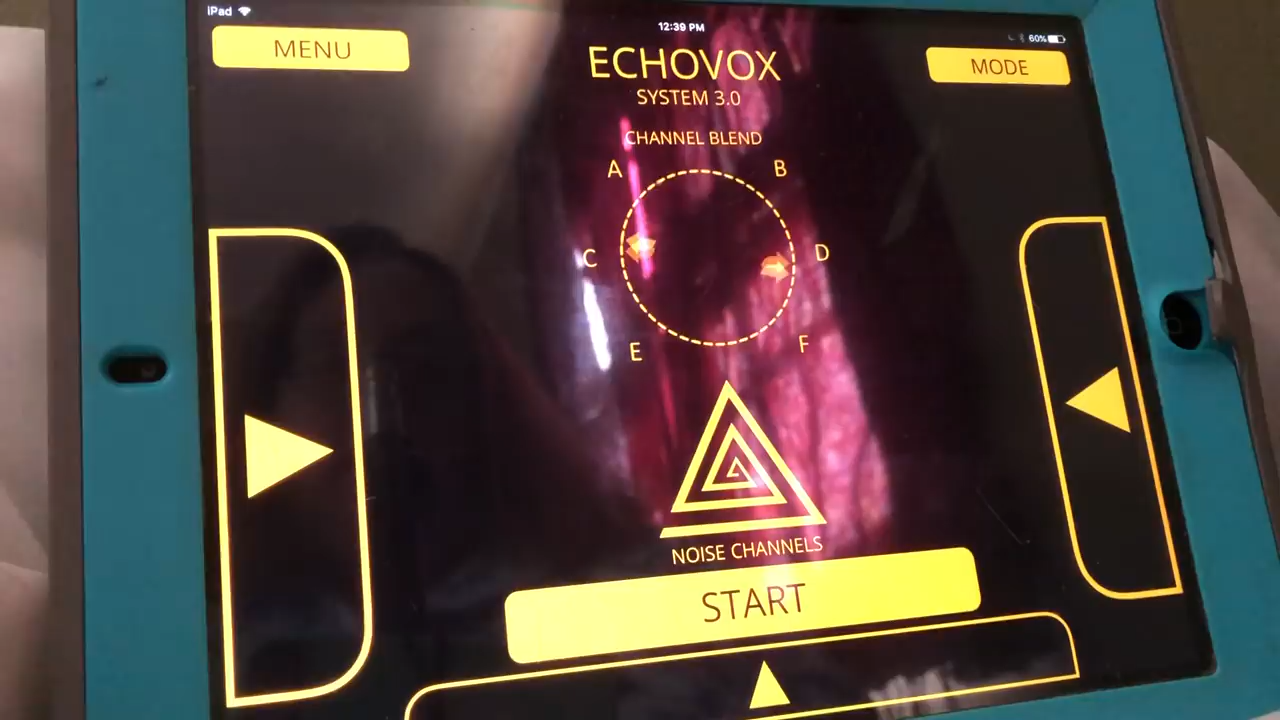 iPad
12:39 PM
60%
MENU
ECHOVOX
MODE
SYSTEM 3.0
CHANNEL BLEND
A
B
C
D
E
F
NOISE CHANNELS
START